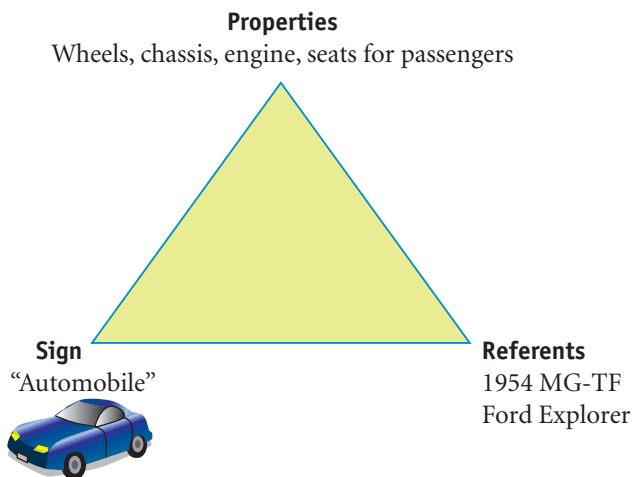 Properties
Wheels, chassis, engine, seats for passengers
Sign
“Automobile”
Referents
1954 MG-TF
Ford Explorer